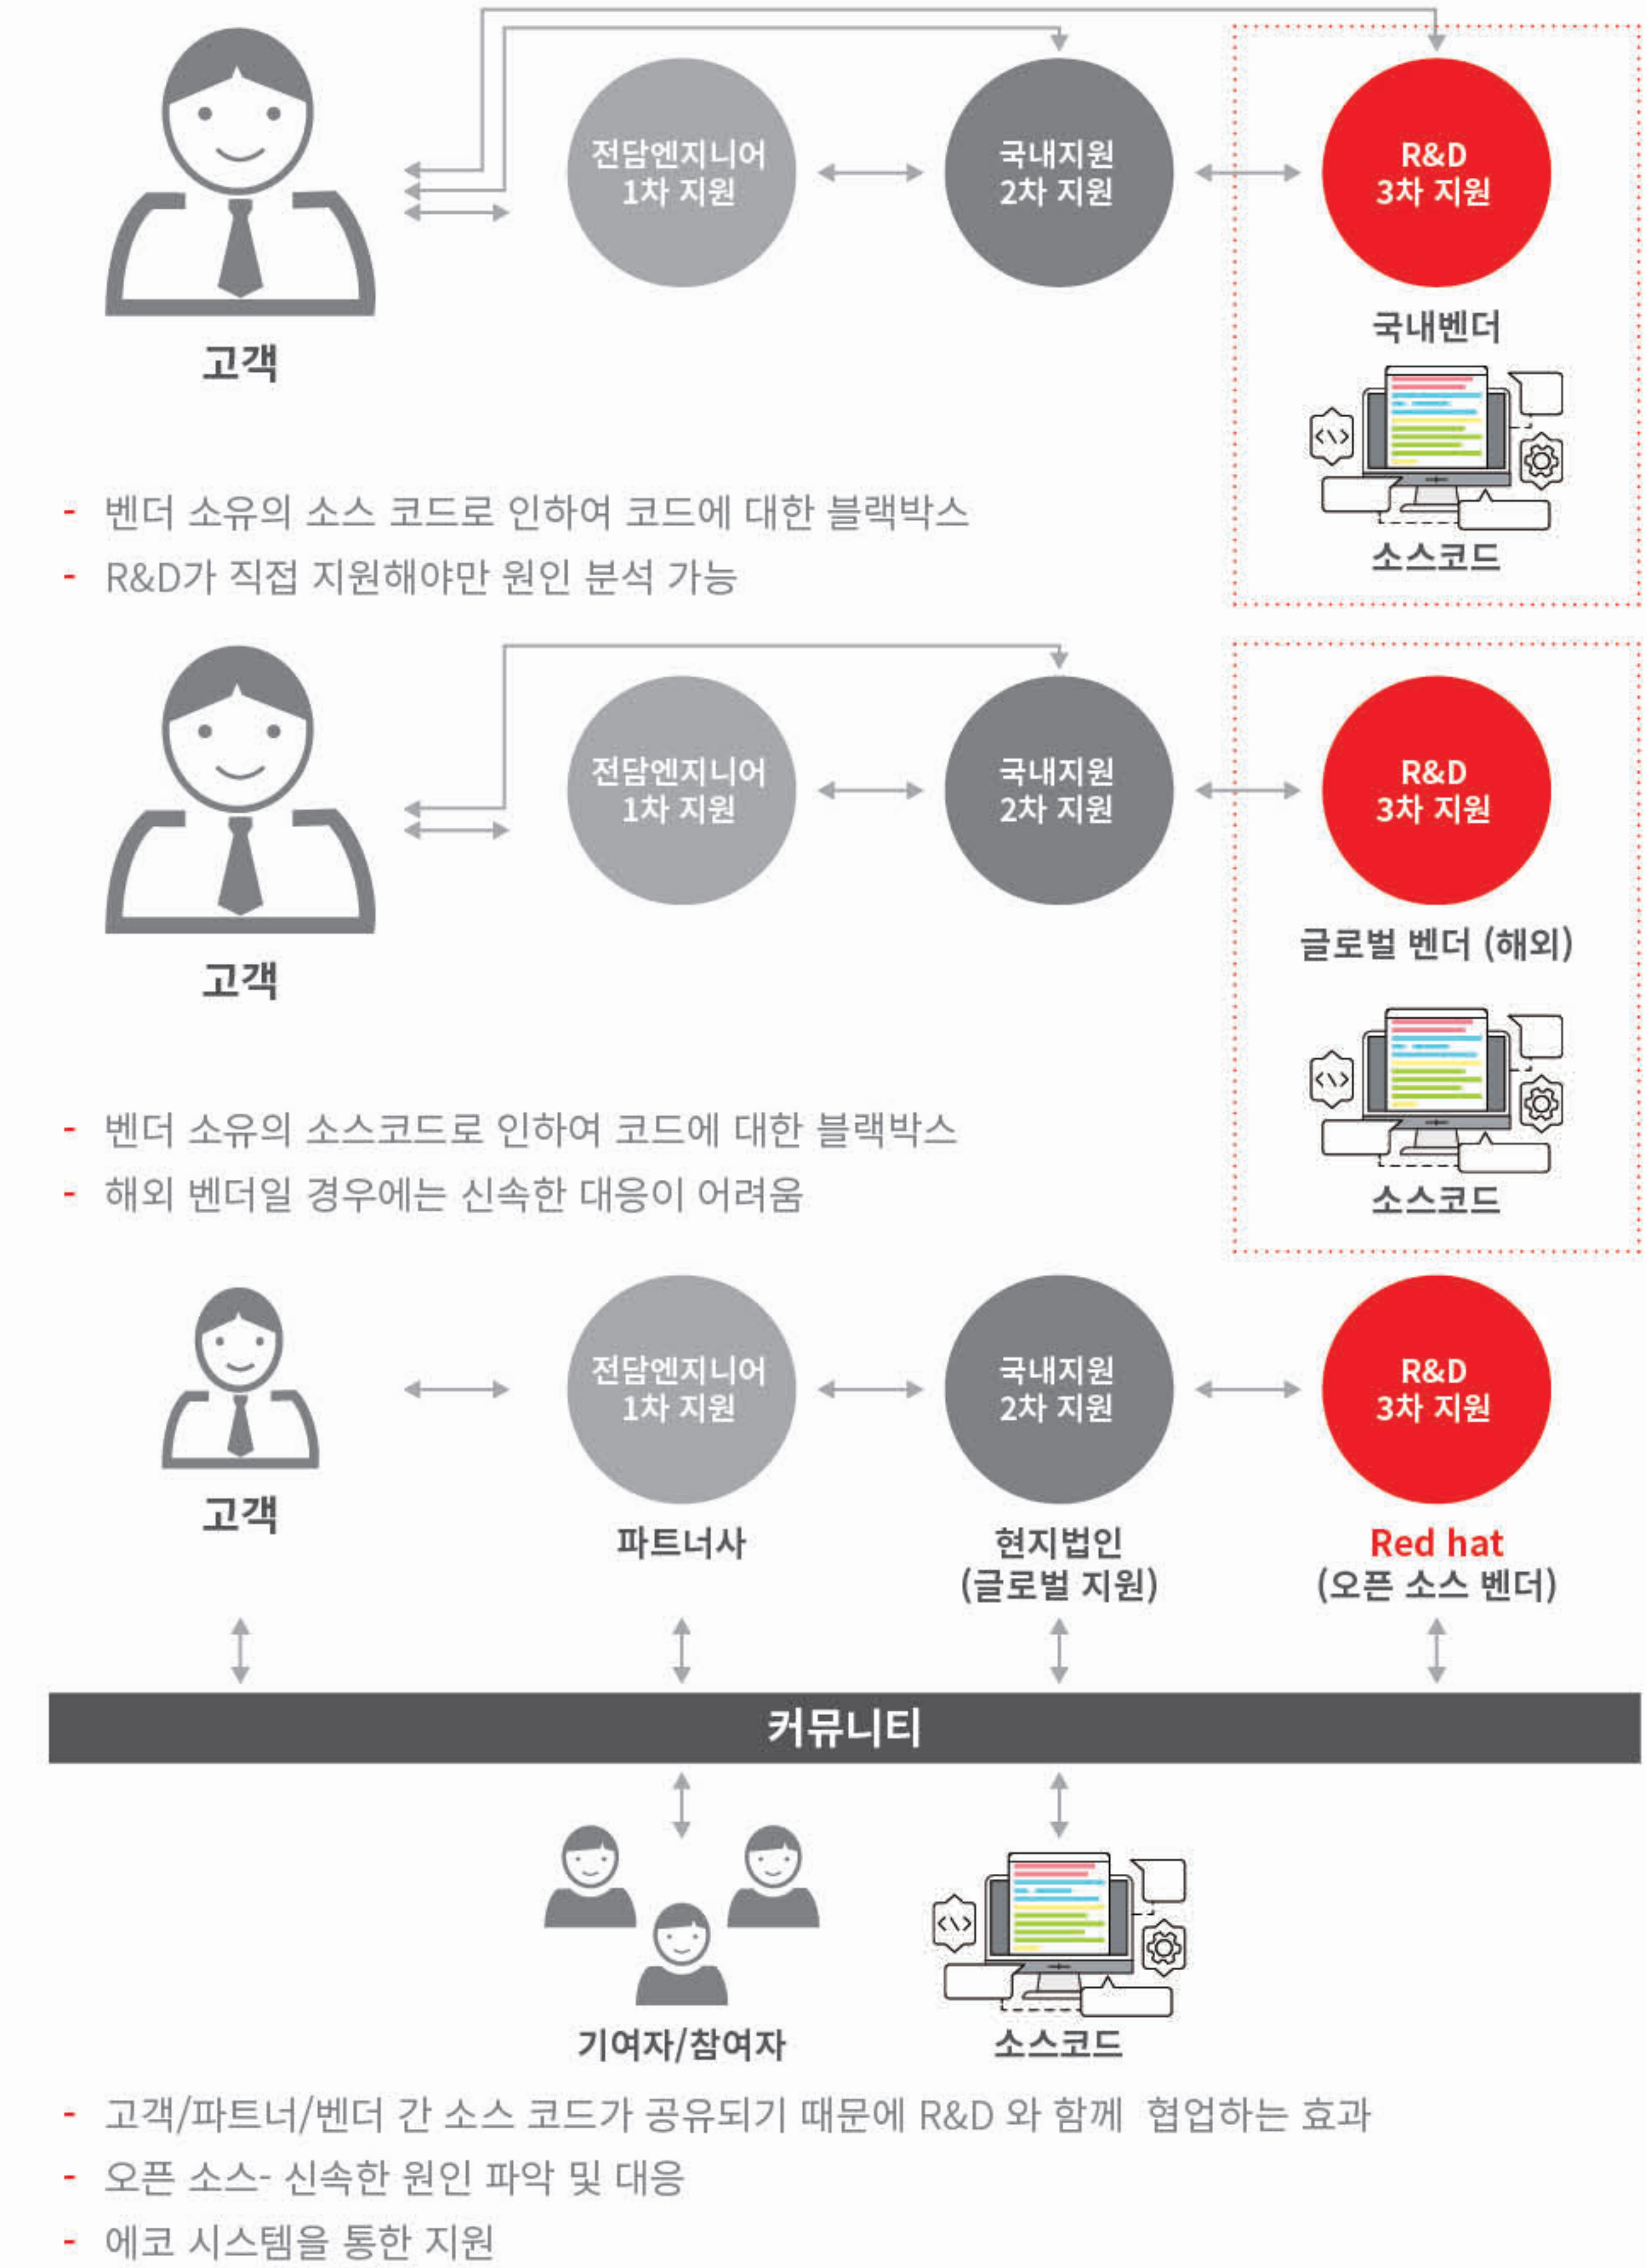 전담엔지니어
1차 지원
국내지원
2차 지원
R&D
3차 지원
고객
국내벤더
소스코드
- 벤더 소유의 소스 코드로 인하여 코드에 대한 블랙박스
- R&D가 직접 지원해야만 원인 분석 가능
전담엔지니어
1차 지원
국내지원
2차 지원
R&D
3차 지원
고객
글로벌 벤더 (해외)
소스코드
- 벤더 소유의 소스코드로 인하여 코드에 대한 블랙박스
- 해외 벤더일 경우에는 신속한 대응이 어려움
전담엔지니어
1차 지원
국내지원
2차 지원
R&D
3차 지원
고객
파트너사
현지법인
(글로벌 지원)
Red hat
(오픈 소스 벤더)
커뮤니티
기여자/참여자
소스코드
- 고객/파트너/벤더 간 소스 코드가 공유되기 때문에 R&D 와 함께 협업하는 효과
- 오픈 소스- 신속한 원인 파악 및 대응
- 에코 시스템을 통한 지원